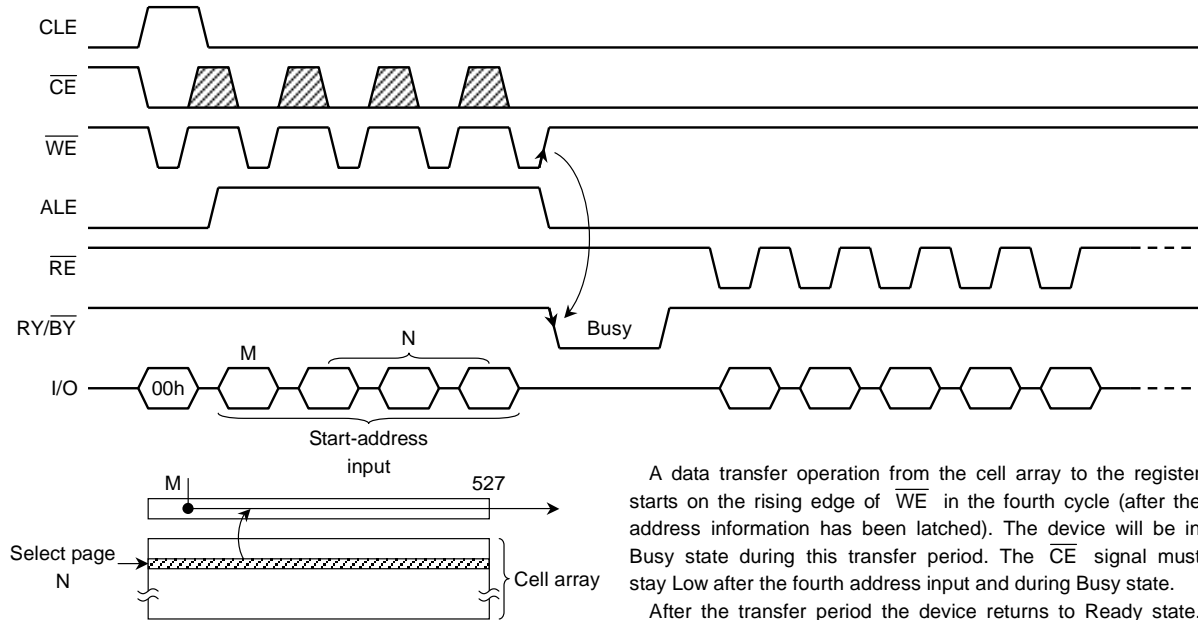 CLE
CE
WE
ALE
RE
RY/BY
Busy
M
N
I/O
00h
Start-address
input
M
527
Select page
N
Cell array
A data transfer operation from the cell array to the register
starts on the rising edge of WE in the fourth cycle (after the
address information has been latched). The device will be in
Busy state during this transfer period. The CE signal must
stay Low after the fourth address input and during Busy state.
After the transfer period the device returns to Ready state.